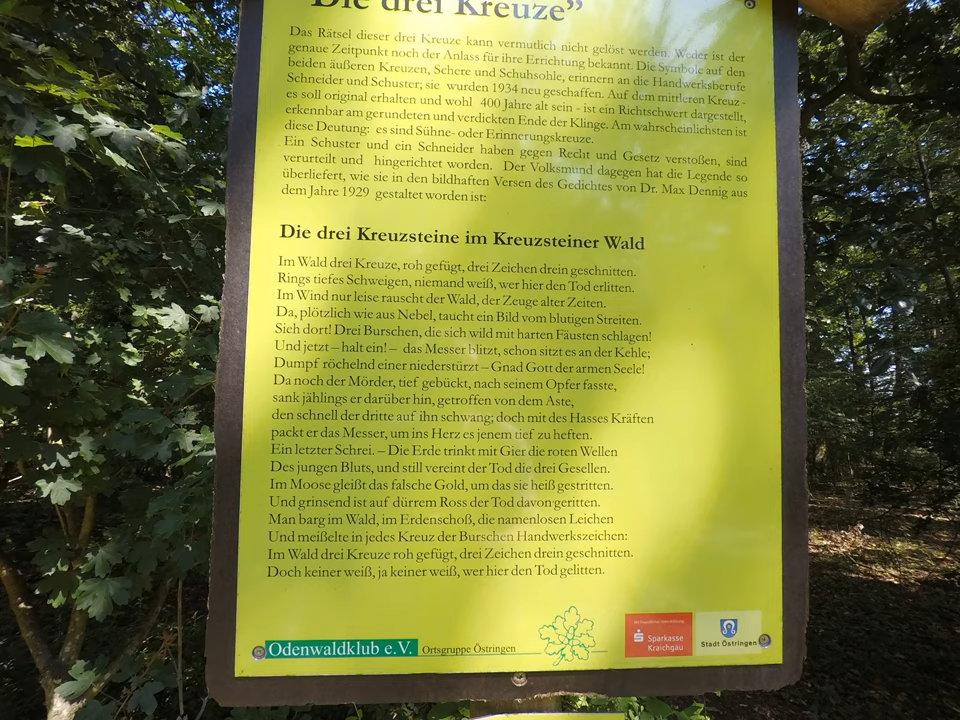 "Die drei Kreuze"
Das Rätsel dieser drei Kreuze kann vermutlich nicht gelöst werden. Weder ist der
genaue Zeitpunkt noch der Anlass für ihre Errichtung bekannt. Die Symbole auf den
beiden äußeren Kreuzen, Schere und Schuhsohle, erinnern an die Handwerksberufe
Schneider und Schuster; sie wurden 1934 neu geschaffen. Auf dem mittleren Kreuz -
es soll original erhalten und wohl 400 Jahre alt sein - ist ein Richtschwert dargestellt,
erkennbar am gerundeten und verdickten Ende der Klinge. Am wahrscheinlichsten ist
diese Deutung: es sind Sühne- oder Erinnerungskreuze.
Ein Schuster und ein Schneider haben gegen Recht und Gesetz verstoßen, sind
verurteilt und hingerichtet worden. Der Volksmund dagegen hat die Legende so
überliefert, wie sie in den bildhaften Versen des Gedichtes von Dr. Max Dennig aus
dem Jahre 1929 gestaltet worden ist:
Die drei Kreuzsteine im Kreuzsteiner Wald
Im Wald drei Kreuze, roh gefügt, drei Zeichen drein geschnitten.
Rings tiefes Schweigen, niemand weiß, wer hier den Tod erlitten.
Im Wind nur leise rauscht der Wald, der Zeuge alter Zeiten.
Da, plötzlich wie aus Nebel, taucht ein Bild vom blutigen Streiten.
Sieh dort! Drei Burschen, die sich wild mit harten Fäusten schlagen!
Und jetzt – halt ein! – das Messer blitzt, schon sitzt es an der Kehle;
Dumpf röchelnd einer niederstürzt – Gnad Gott der armen Seele!
Da noch der Mörder, tief gebückt, nach seinem Opfer fasste,
sank jählings er darüber hin, getroffen von dem Aste,
den schnell der dritte auf ihn schwang; doch mit des Hasses Kräften
packt er das Messer, um ins Herz es jenem tief zu heften.
Ein letzter Schrei. – Die Erde trinkt mit Gier die roten Wellen
Des jungen Bluts, und still vereint der Tod die drei Gesellen.
Im Moose gleißt das falsche Gold, um das sie heiß gestritten.
Und grinsend ist auf dürrem Ross der Tod davon geritten.
Man barg im Wald, im Erdenschoß, die namenlosen Leichen
Und meißelte in jedes Kreuz der Burschen Handwerkszeichen:
Im Wald drei Kreuze roh gefügt, drei Zeichen drein geschnitten.
Doch keiner weiß, ja keiner weiß, wer hier den Tod gelitten.
Odenwaldklub e.V. Ortsgruppe Östringen
Sparkasse
Kraichgau
Stadt Östringen